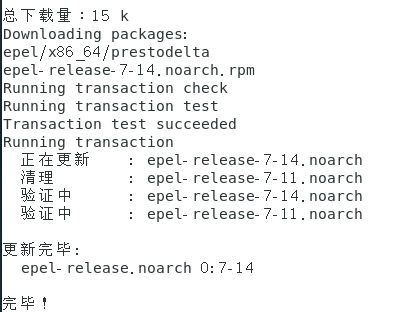 总下载量：15 k
Downloading packages:
epel/x86_64/prestodelta
epel-release-7-14.noarch.rpm
Running transaction check
Running transaction test
Transaction test succeeded
Running transaction
正在更新    : epel-release-7-14.noarch
清理        : epel-release-7-11.noarch
验证中      : epel-release-7-14.noarch
验证中      : epel-release-7-11.noarch
更新完毕:
epel-release.noarch 0:7-14
完毕！